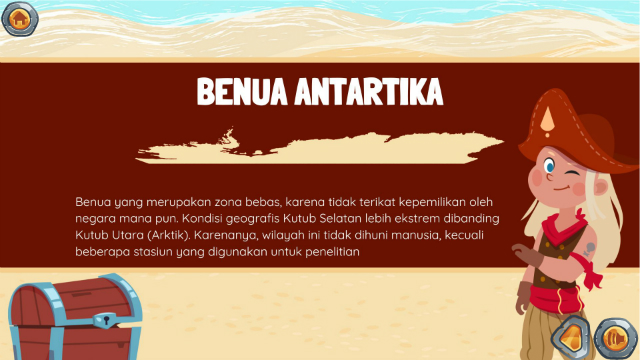 BENUA ANTARTIKA
Benua yang merupakan zona bebas, karena tidak terikat kepemilikan oleh
negara mana pun. Kondisi geografis Kutub Selatan lebih ekstrem dibanding
Kutub Utara (Arktik). Karenanya, wilayah ini tidak dihuni manusia, kecuali
beberapa stasiun yang digunakan untuk penelitian